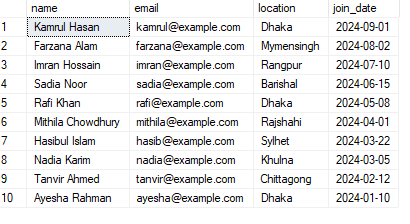 name email location join_date
1 Kamrul Hasan kamrul@example.com Dhaka 2024-09-01
2 Farzana Alam farzana@example.com Mymensingh 2024-08-02
3 Imran Hossain imran@example.com Rangpur 2024-07-10
4 Sadia Noor sadia@example.com Barishal 2024-06-15
5 Rafi Khan rafi@example.com Dhaka 2024-05-08
6 Mithila Chowdhury mithila@example.com Rajshahi 2024-04-01
7 Hasibul Islam hasib@example.com Sylhet 2024-03-22
8 Nadia Karim nadia@example.com Khulna 2024-03-05
9 Tanvir Ahmed tanvir@example.com Chittagong 2024-02-12
10 Ayesha Rahman ayesha@example.com Dhaka 2024-01-10